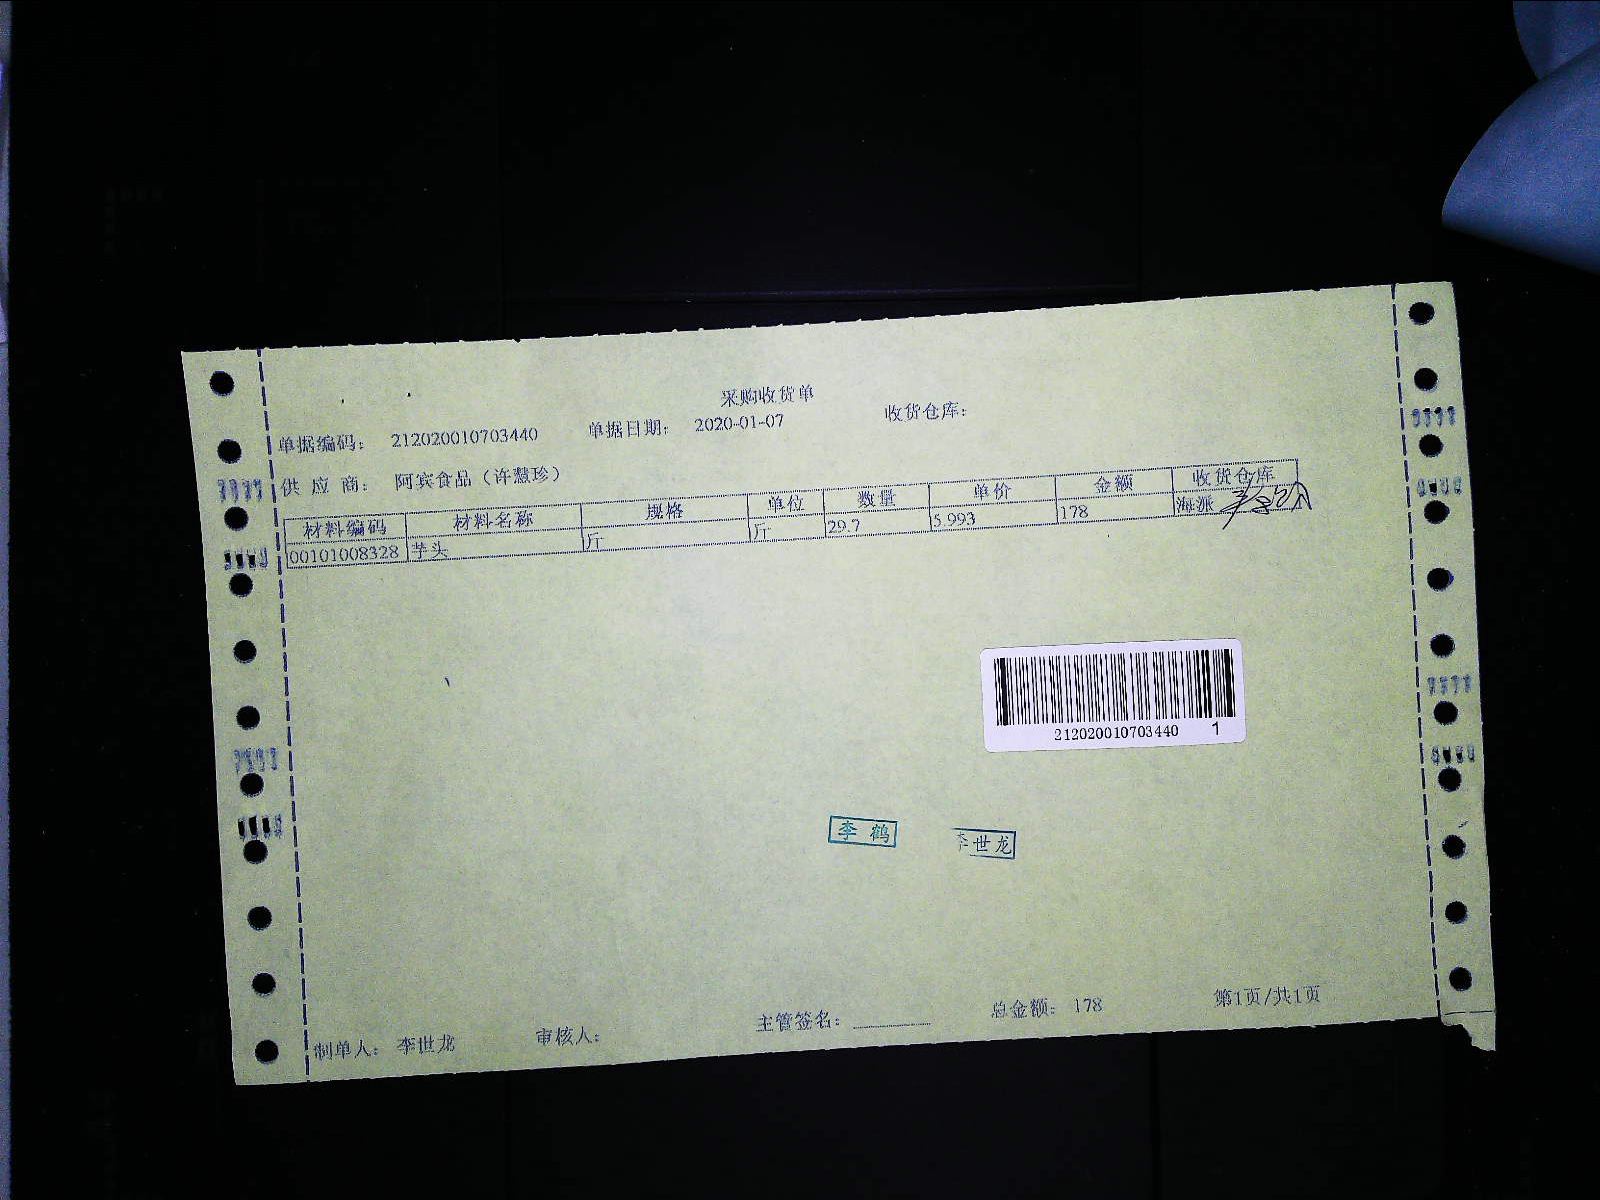 采购收货单
单据编码： 212020010703440 单据日期： 2020-01-07 收货仓库：
供 应 商： 阿宾食品（许慧珍）
材料编码 材料名称 规格 单位 数量 单价 金额 收货仓库
00101008328 芋头 斤 斤 29.7 5.993 178 海派
212020010703440 1
李 鹤 李世龙
制单人： 李世龙 审核人： 主管签名： 总金额： 178 第1页/共1页